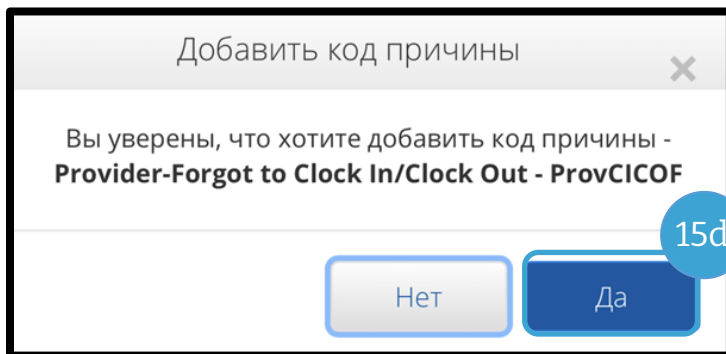 Добавить код причины
×
Вы уверены, что хотите добавить код причины -
Provider-Forgot to Clock In/Clock Out - ProvCICOF
15d
Нет
Да